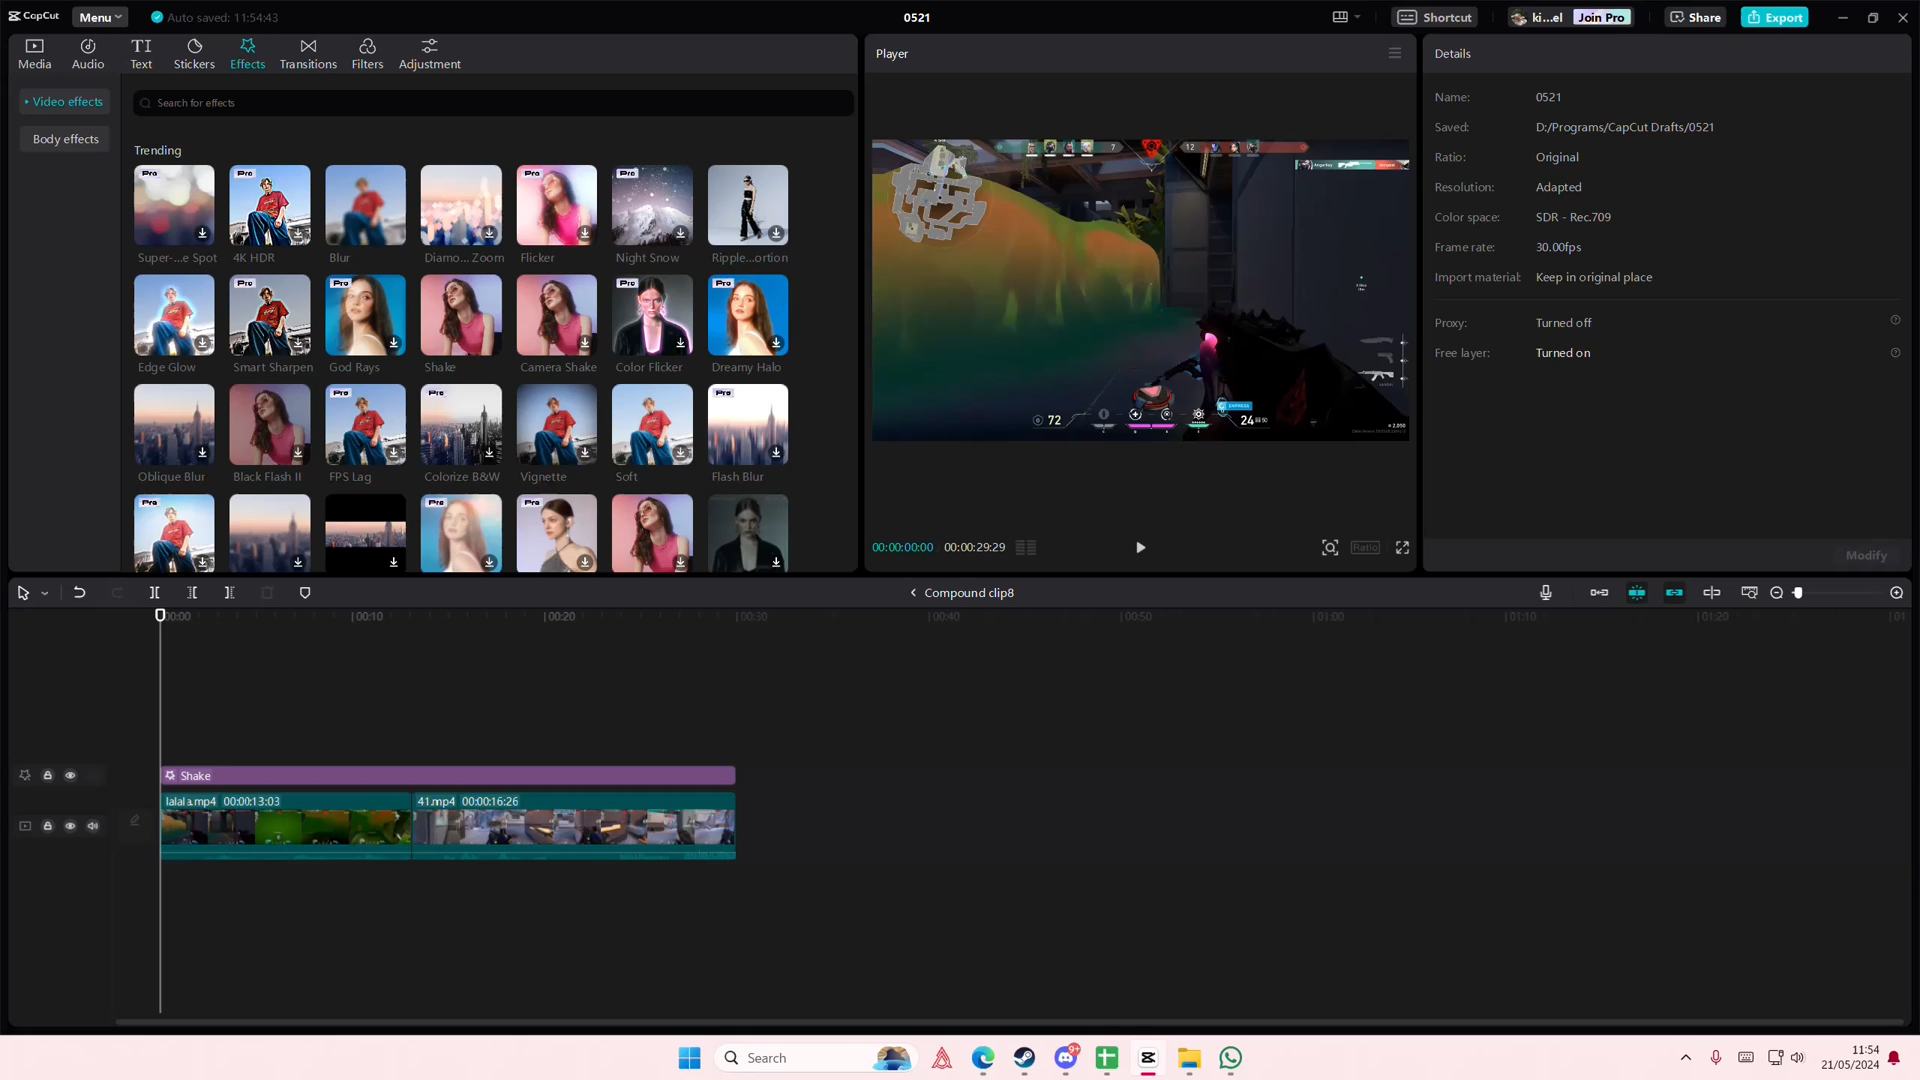 CapCut
Menu
Auto saved: 11:54:43
0521
Shortcut
ki...el
Join Pro
Share
Export
Media
Audio
Text
Stickers
Effects
Transitions
Filters
Adjustment
Video effects
Body effects
Search for effects
Trending
Pro
Super-...e Spot
Pro
4K HDR
Blur
Diamo... Zoom
Pro
Flicker
Pro
Night Snow
Ripple...ortion
Edge Glow
Pro
Smart Sharpen
Pro
God Rays
Shake
Camera Shake
Pro
Color Flicker
Pro
Dreamy Halo
Oblique Blur
Black Flash II
Pro
FPS Lag
Pro
Colorize B&W
Vignette
Soft
Pro
Flash Blur
Pro
Pro
Pro
Player
7
12
72
24
2,050
00:00:00:00
00:00:29:29
Ratio
Details
Name: 0521
Saved: D:/Programs/CapCut Drafts/0521
Ratio: Original
Resolution: Adapted
Color space: SDR - Rec.709
Frame rate: 30.00fps
Import material: Keep in original place
Proxy: Turned off
Free layer: Turned on
Modify
Compound clip8
00:00
00:10
00:20
00:30
00:40
00:50
01:00
01:10
01:20
01
Shake
lalala.mp4 00:00:13:03
41.mp4 00:00:16:26
Search
9+
11:54
21/05/2024